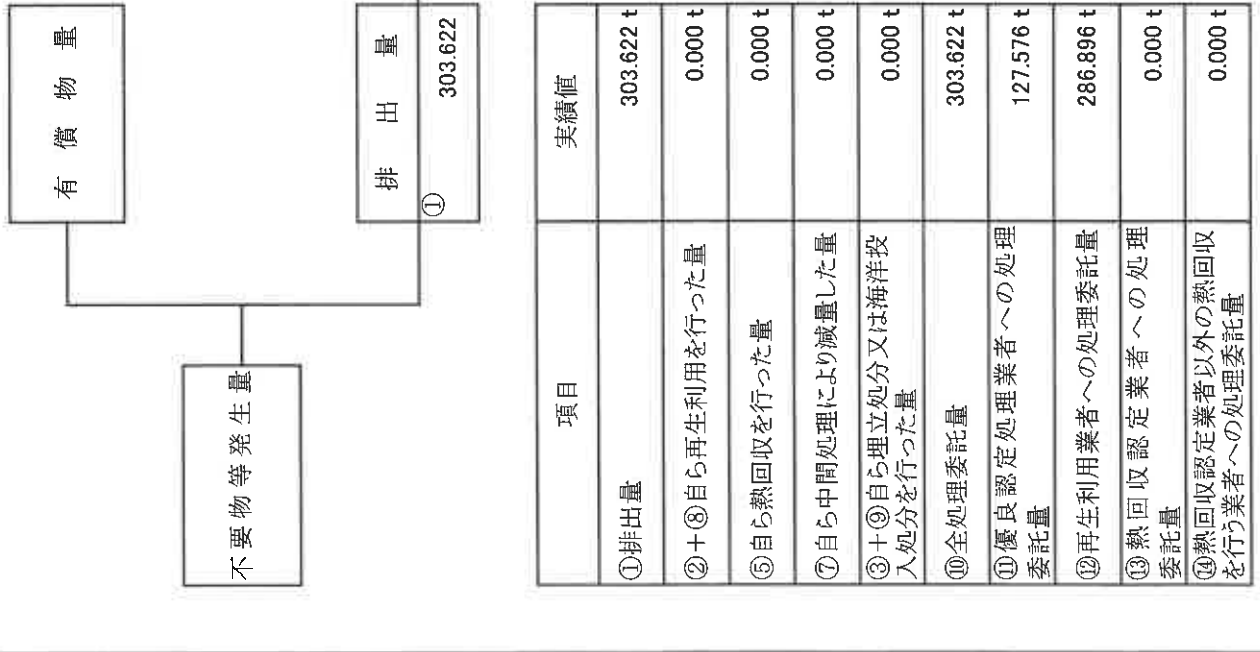 有償物量
不要物等発生量
排出量
①
303.622
項目 実績値
①排出量 303.622 t
②+⑧自ら再生利用を行った量 0.000 t
⑤自ら熱回収を行った量 0.000 t
⑦自ら中間処理により減量した量 0.000 t
③+⑨自ら埋立処分又は海洋投
入処分を行った量 0.000 t
⑩全処理委託量 303.622 t
⑪優良認定処理業者への処理
委託量 127.576 t
⑫再生利用業者への処理委託量 286.896 t
⑬熱回収認定業者への処理
委託量 0.000 t
⑭熱回収認定業者以外の熱回収
を行う業者への処理委託量 0.000 t